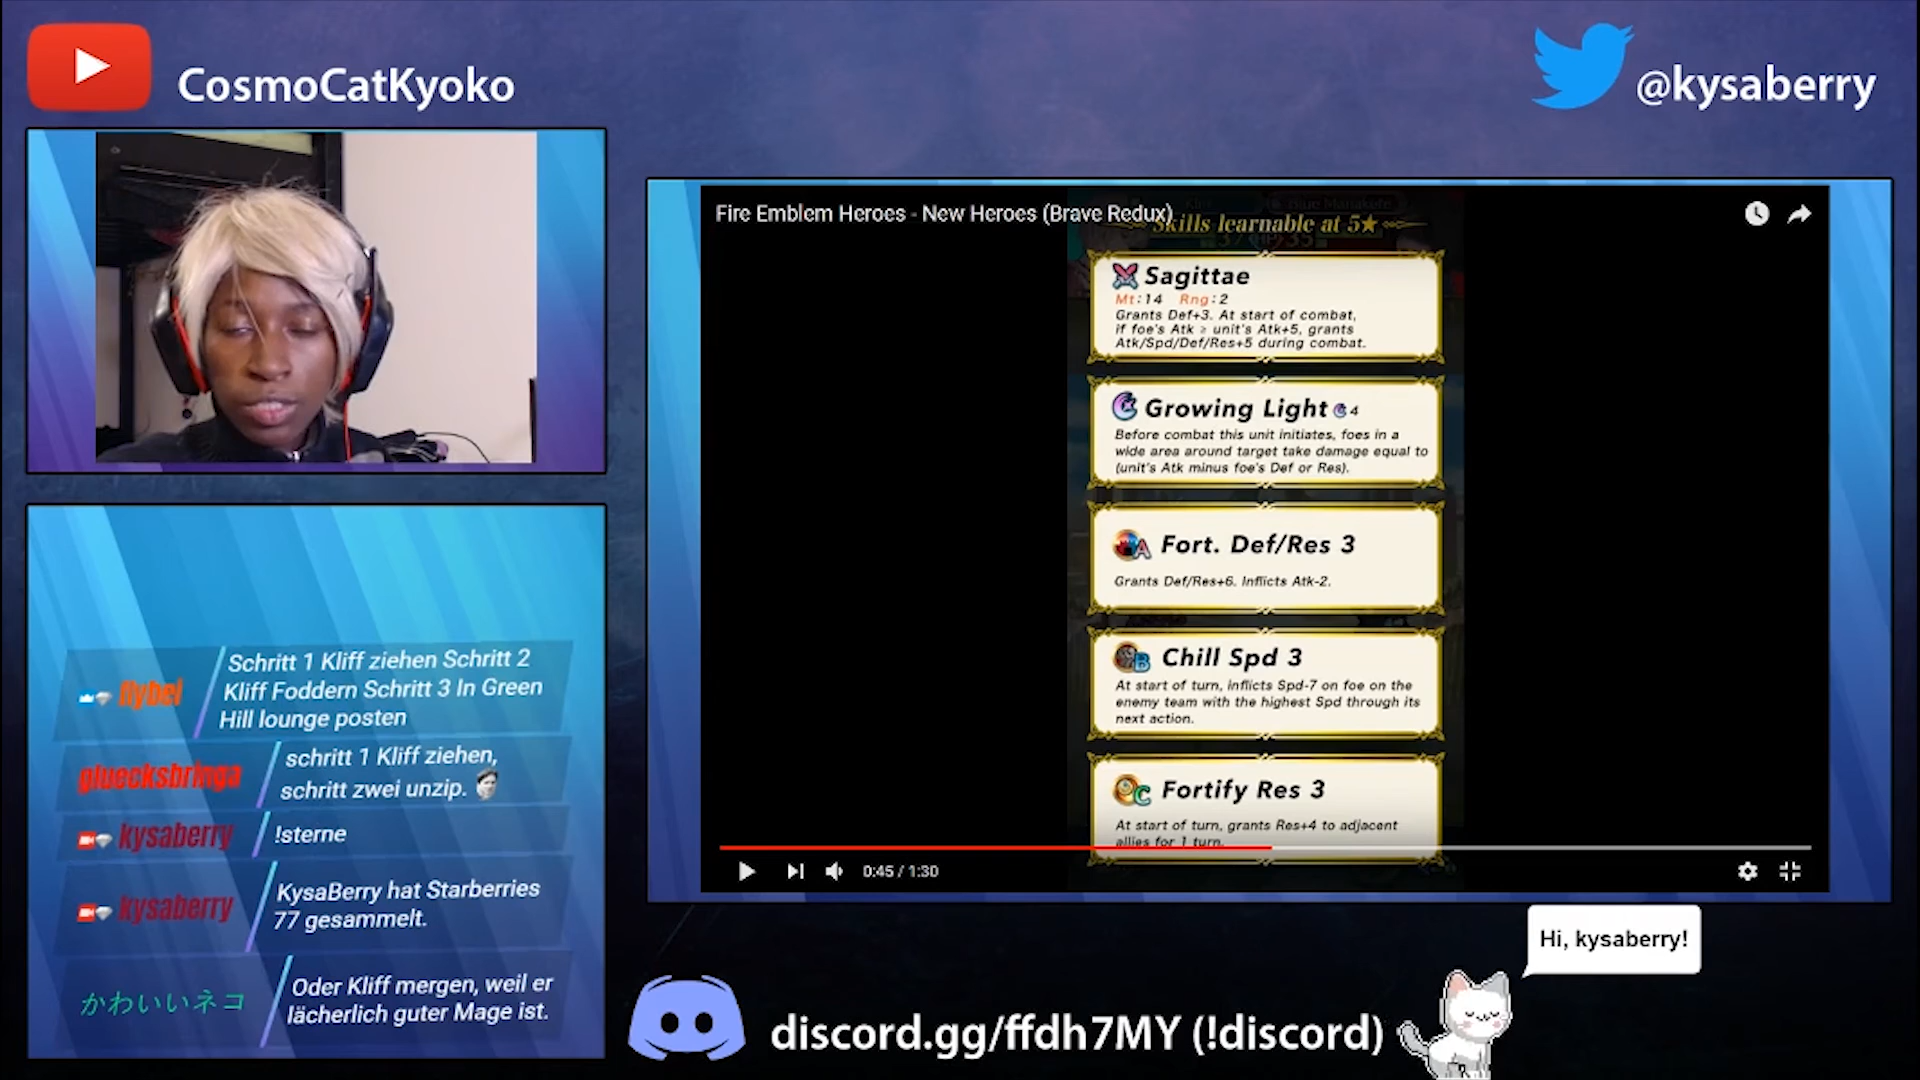 CosmoCatKyoko
@kysaberry
Fire Emblem Heroes - New Heroes (Brave Redux)
Skills learnable at 5★
Sagittae
Mt:14 Rng:2
Grants Def+3. At start of combat,
if foe's Atk ≥ unit's Atk+5, grants
Atk/Spd/Def/Res+5 during combat.
Growing Light 4
Before combat this unit initiates, foes in a
wide area around target take damage equal to
(unit's Atk minus foe's Def or Res).
A
Fort. Def/Res 3
Grants Def/Res+6. Inflicts Atk-2.
B
Chill Spd 3
At start of turn, inflicts Spd-7 on foe on the
enemy team with the highest Spd through its
next action.
C
Fortify Res 3
At start of turn, grants Res+4 to adjacent
allies for 1 turn.
0:45 / 1:30
flybel
Schritt 1 Kliff ziehen Schritt 2
Kliff Foddern Schritt 3 In Green
Hill lounge posten
gluecksbringa
schritt 1 Kliff ziehen,
schritt zwei unzip.
kysaberry
!sterne
kysaberry
KysaBerry hat Starberries
77 gesammelt.
かわいいネコ
Oder Kliff mergen, weil er
lächerlich guter Mage ist.
Hi, kysaberry!
discord.gg/ffdh7MY (!discord)